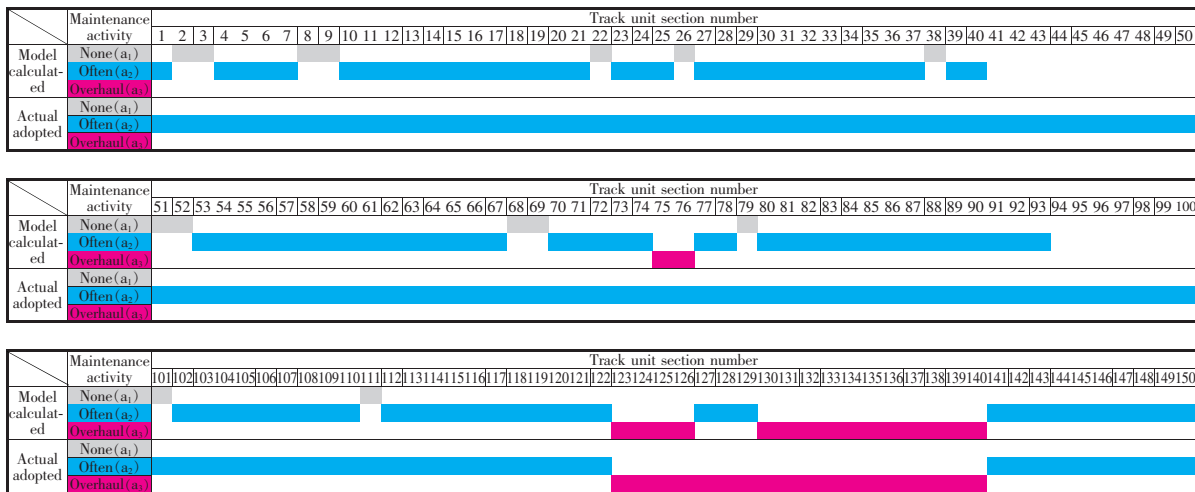 Maintenance activity
Track unit section number
1 2 3 4 5 6 7 8 9 10 11 12 13 14 15 16 17 18 19 20 21 22 23 24 25 26 27 28 29 30 31 32 33 34 35 36 37 38 39 40 41 42 43 44 45 46 47 48 49 50
Model calculat-ed
None(a₁)
Often(a₂)
Overhaul(a₃)
Actual adopted
None(a₁)
Often(a₂)
Overhaul(a₃)
Maintenance activity
Track unit section number
51 52 53 54 55 56 57 58 59 60 61 62 63 64 65 66 67 68 69 70 71 72 73 74 75 76 77 78 79 80 81 82 83 84 85 86 87 88 89 90 91 92 93 94 95 96 97 98 99 100
Model calculat-ed
None(a₁)
Often(a₂)
Overhaul(a₃)
Actual adopted
None(a₁)
Often(a₂)
Overhaul(a₃)
Maintenance activity
Track unit section number
101 102 103 104 105 106 107 108 109 110 111 112 113 114 115 116 117 118 119 120 121 122 123 124 125 126 127 128 129 130 131 132 133 134 135 136 137 138 139 140 141 142 143 144 145 146 147 148 149 150
Model calculat-ed
None(a₁)
Often(a₂)
Overhaul(a₃)
Actual adopted
None(a₁)
Often(a₂)
Overhaul(a₃)